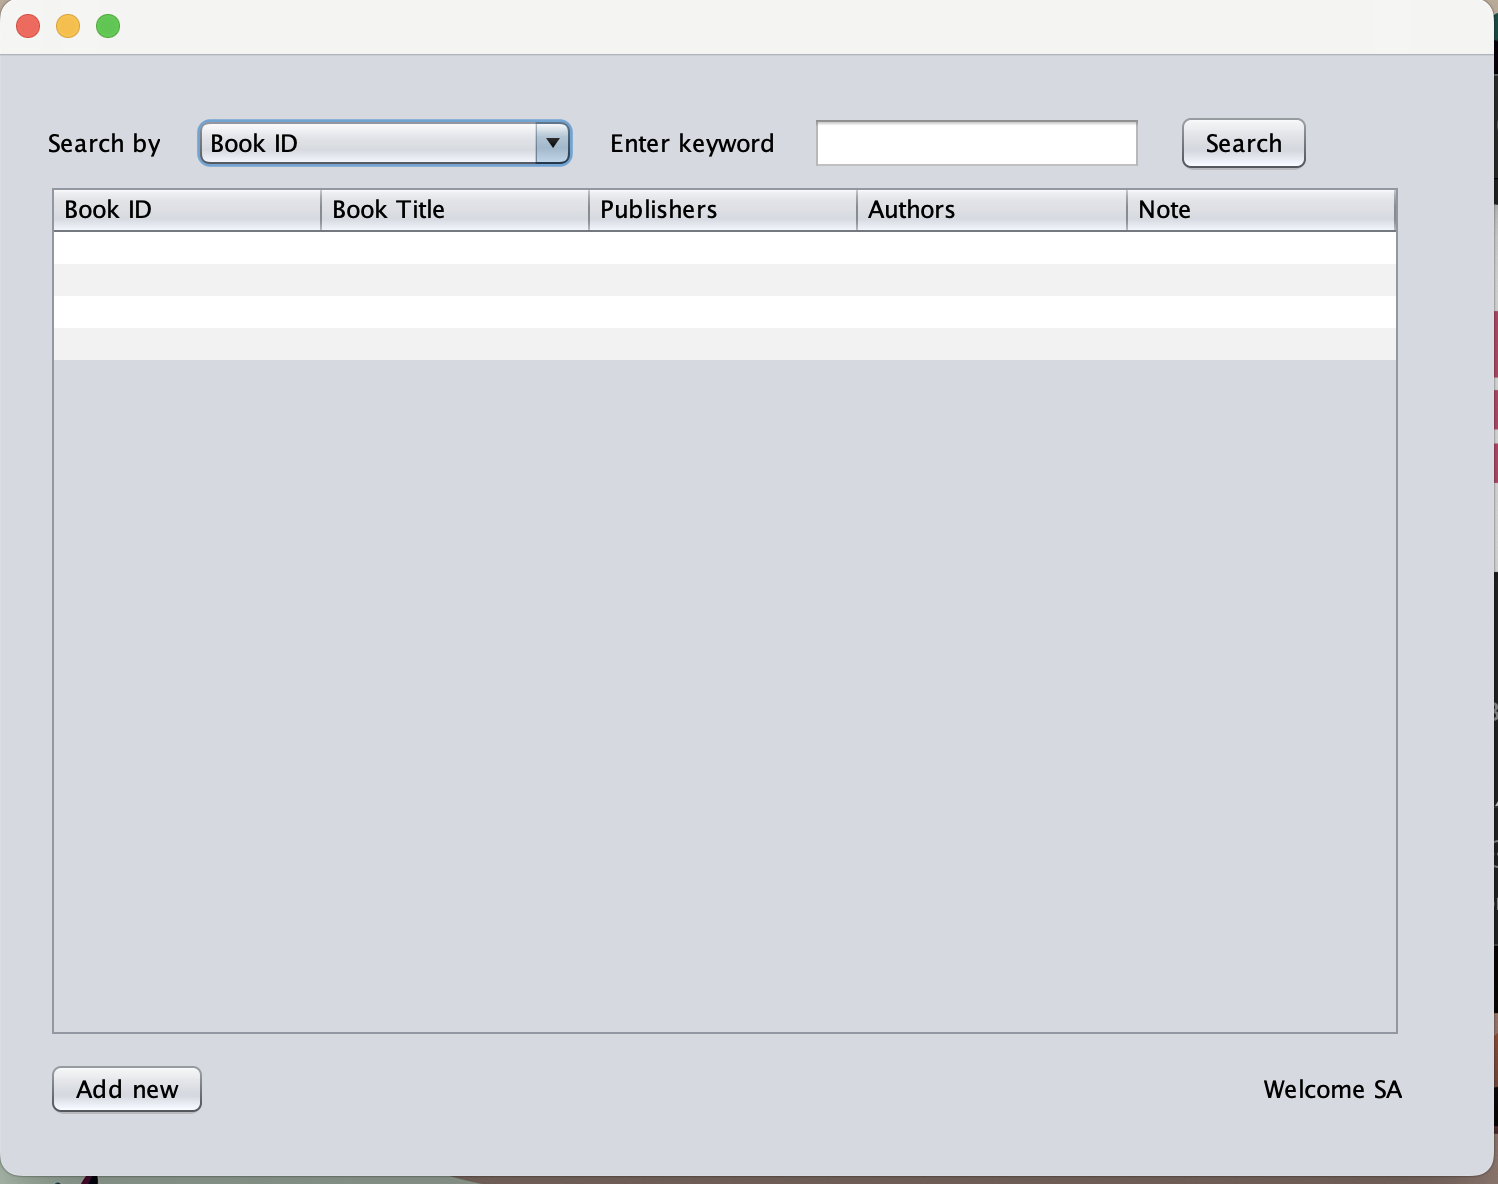 Search by Book ID Enter keyword Search
Book ID Book Title Publishers Authors Note
Add new Welcome SA